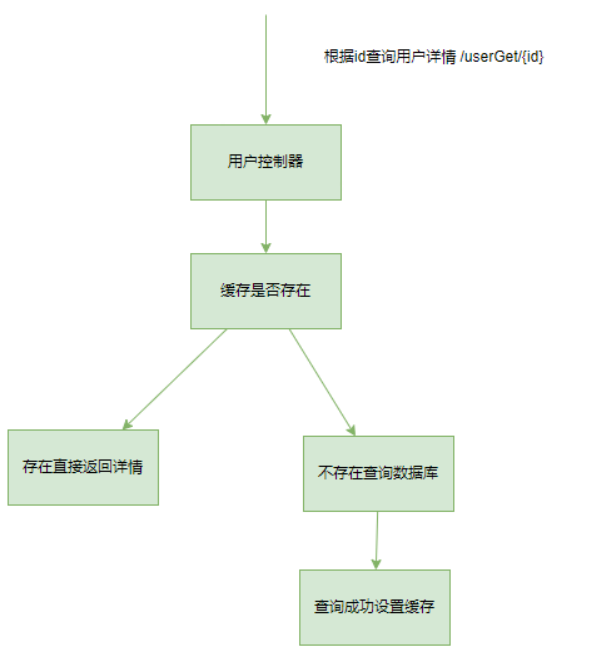 根据id查询用户详情 /userGet/{id}
用户控制器
缓存是否存在
存在直接返回详情
不存在查询数据库
查询成功设置缓存